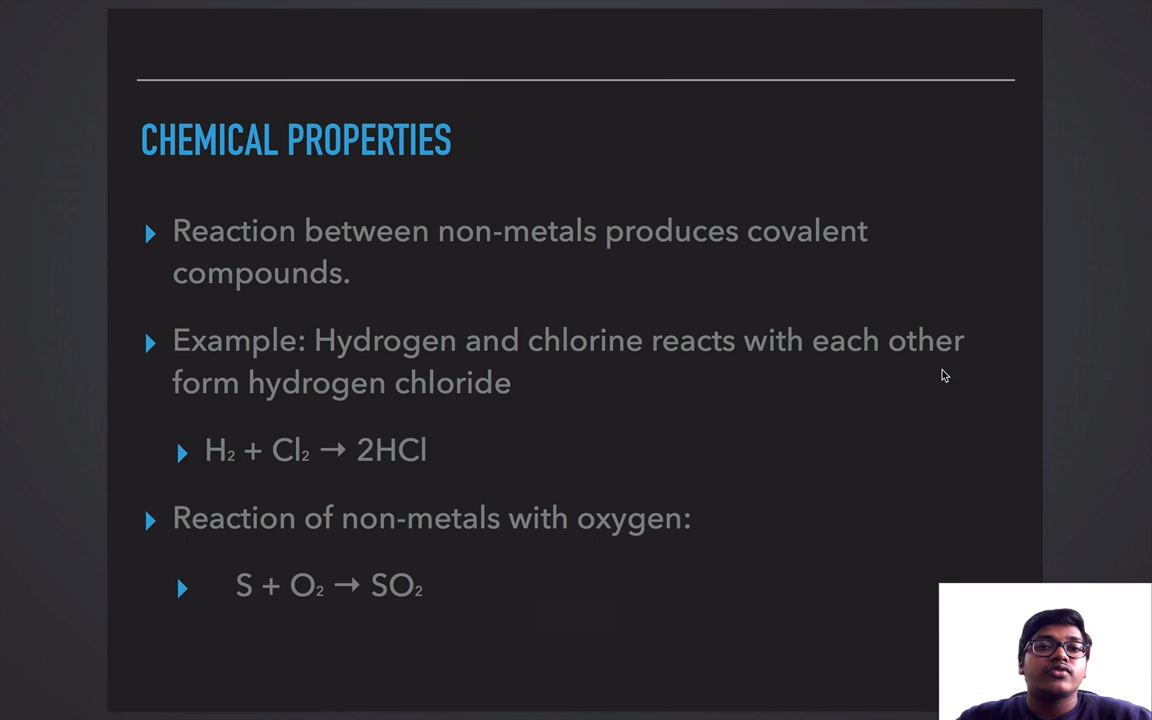 CHEMICAL PROPERTIES
Reaction between non-metals produces covalent
compounds.
Example: Hydrogen and chlorine reacts with each other
form hydrogen chloride
H₂ + Cl₂ → 2HCl
Reaction of non-metals with oxygen:
S + O₂ → SO₂